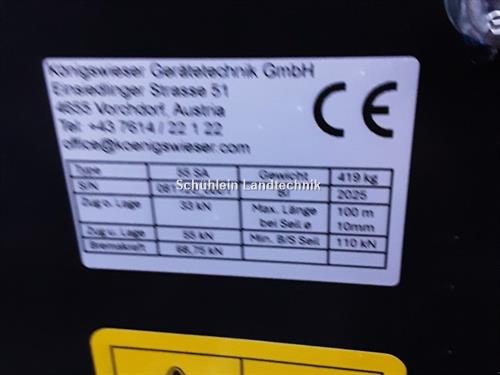 Königswieser Gerätetechnik GmbH
Einsiedlinger Strasse 51
4655 Vorchdorf, Austria
Tel: +43 7614 / 22 1 22
office@koenigswieser.com
CE
Type 55 SA Gewicht 419 kg
S/N 2025
Schühlein Landtechnik
Zug o. Lage 33 kN Max. Länge 100 m
bei Seil ø 10mm
Zug u. Lage 55 kN Min. B/S Seil 110 kN
Bremskraft 68,75 kN